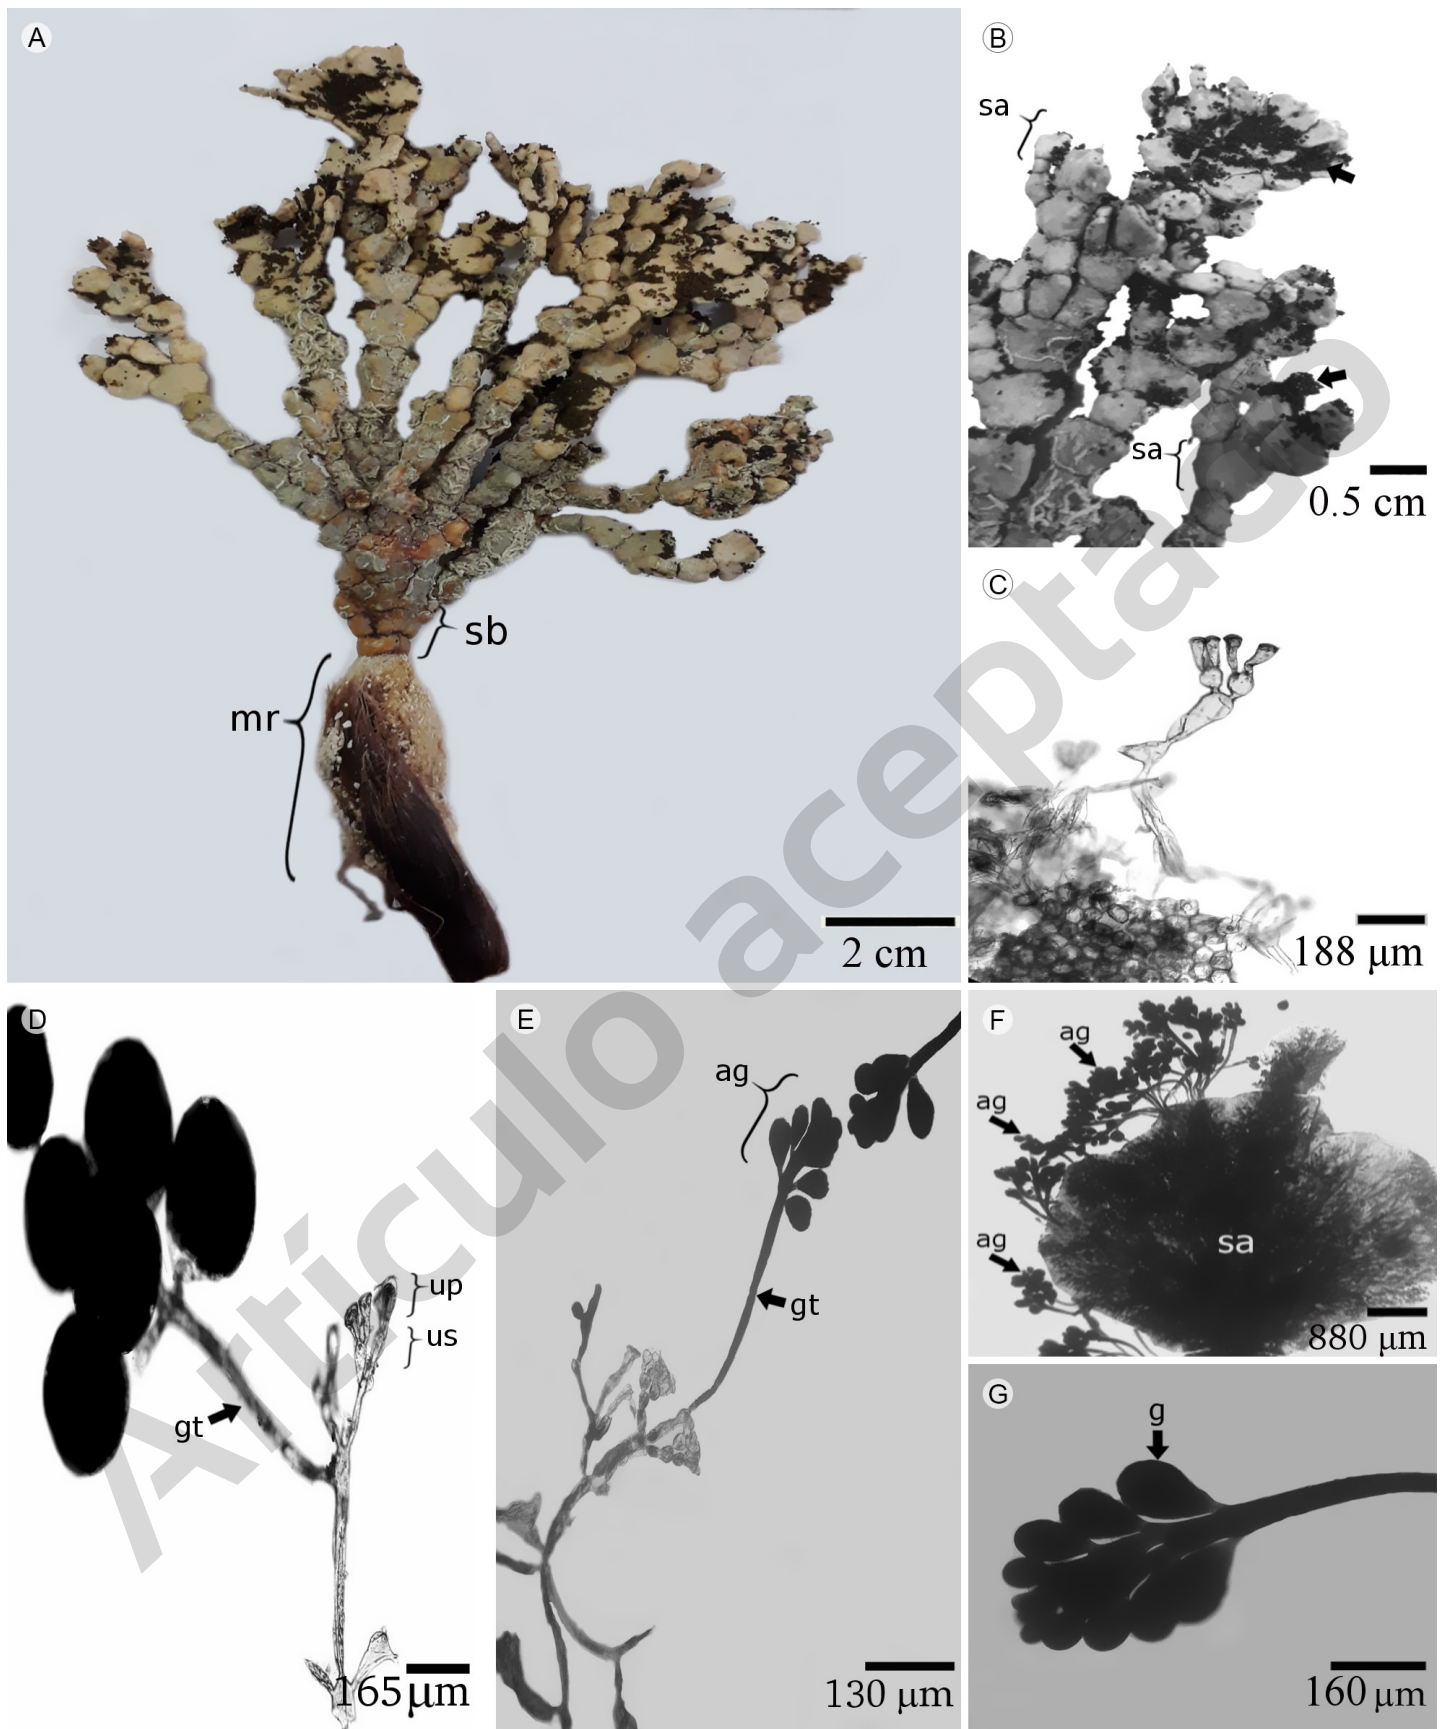 A
sb
mr
2 cm
B
sa
sa
0.5 cm
C
188 µm
D
up
us
gt
165 µm
E
ag
gt
130 µm
F
ag
ag
ag
sa
880 µm
G
g
160 µm
Artículo aceptado